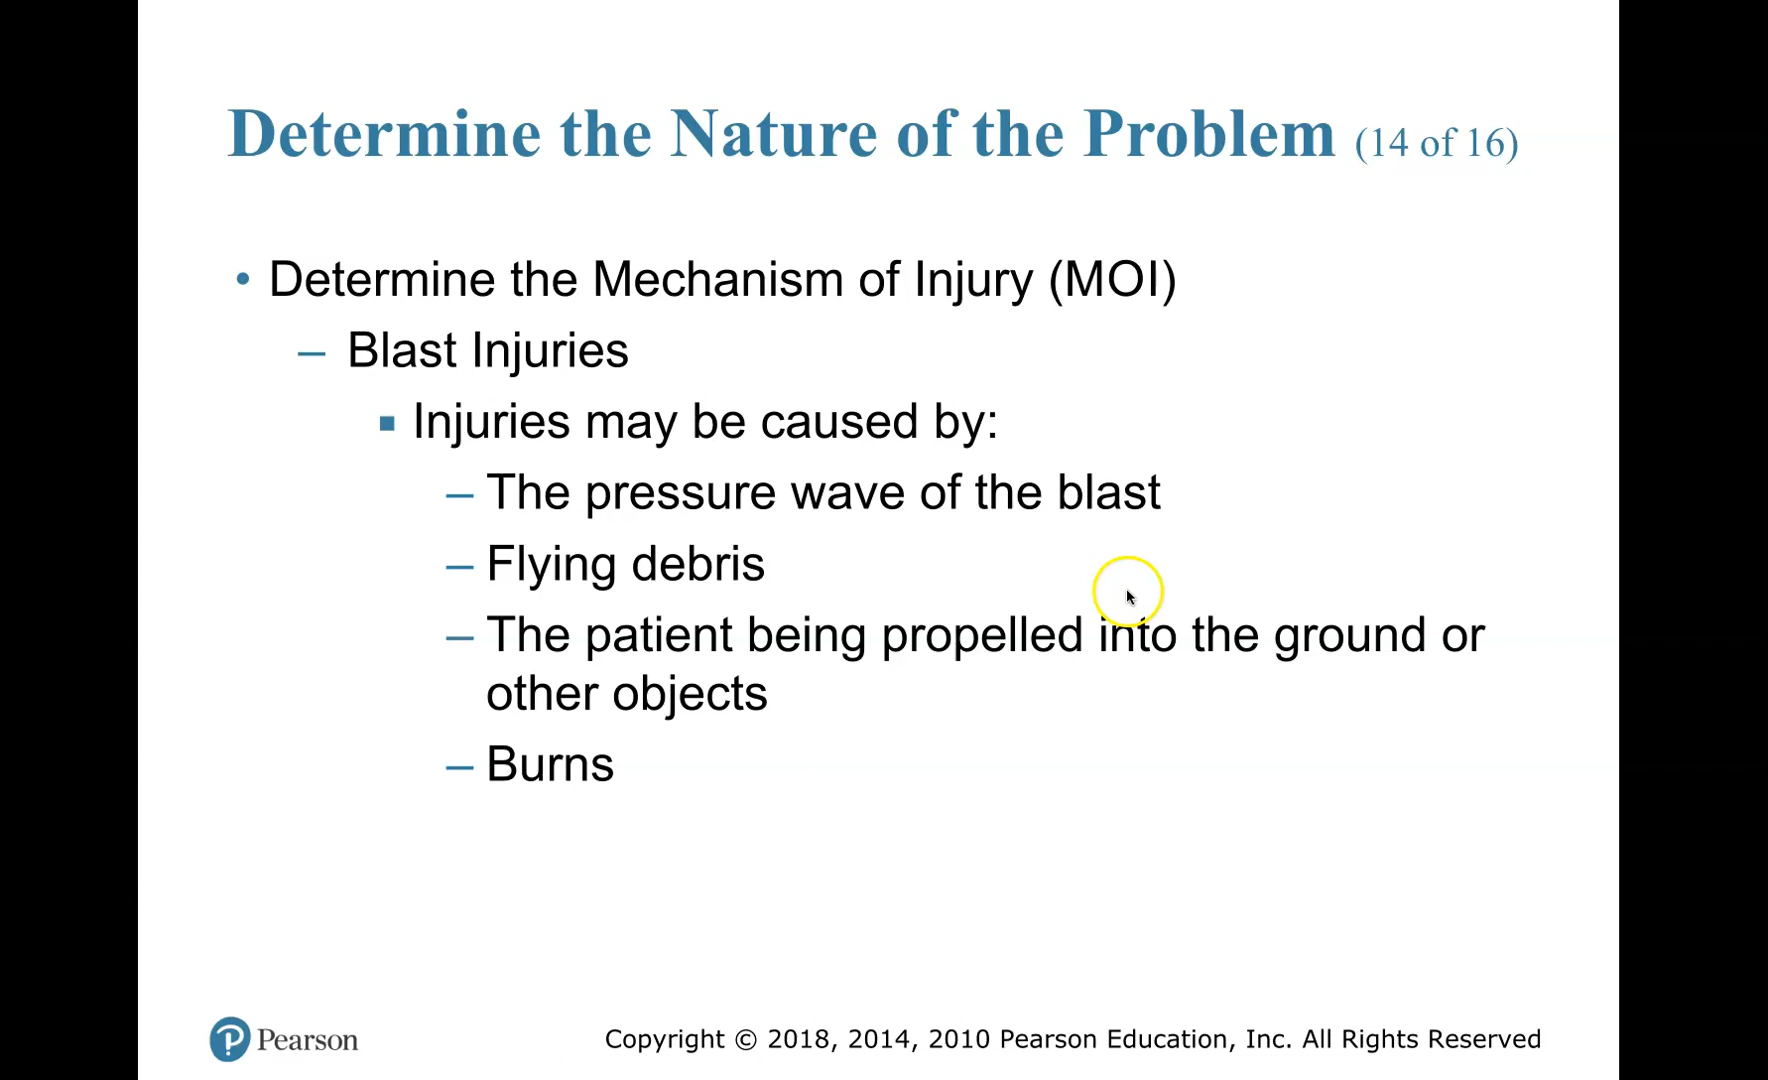 Determine the Nature of the Problem (14 of 16)
• Determine the Mechanism of Injury (MOI)
– Blast Injuries
▪ Injuries may be caused by:
– The pressure wave of the blast
– Flying debris
– The patient being propelled into the ground or
other objects
– Burns
Pearson
Copyright © 2018, 2014, 2010 Pearson Education, Inc. All Rights Reserved